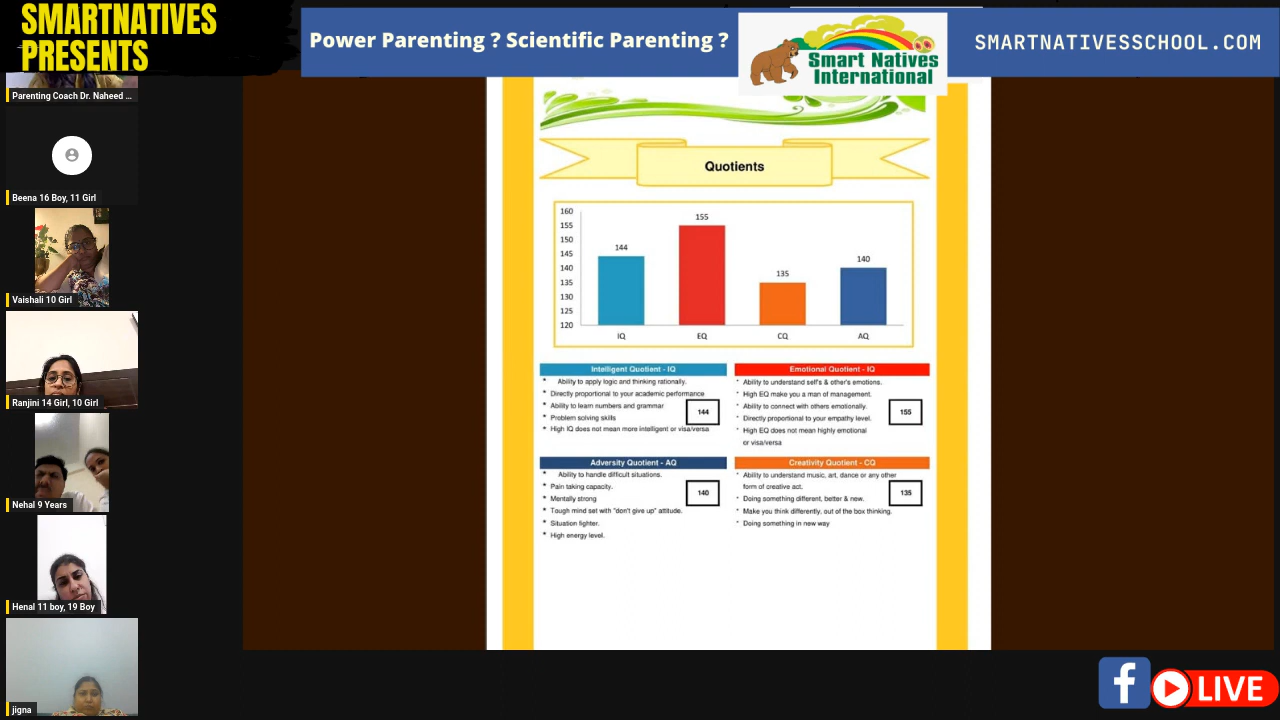 SMARTNATIVES
PRESENTS
Power Parenting ? Scientific Parenting ?
Smart Natives
International
SMARTNATIVESSCHOOL.COM
Parenting Coach Dr. Naheed ...
Beena 16 Boy, 11 Girl
Vaishali 10 Girl
Ranjini 14 Girl, 10 Girl
Nehal 9 Years
Henal 11 boy, 19 Boy
jigna
Quotients
160
155
150
145
140
135
130
125
120
144
155
135
140
IQ
EQ
CQ
AQ
Intelligent Quotient - IQ
* Ability to apply logic and thinking rationally.
* Directly proportional to your academic performance
* Ability to learn numbers and grammar
* Problem solving skills
* High IQ does not mean more intelligent or visa/versa
144
Emotional Quotient - IQ
* Ability to understand self's & other's emotions.
* High EQ make you a man of management.
* Ability to connect with others emotionally.
* Directly proportional to your empathy level.
* High EQ does not mean highly emotional
or visa/versa
155
Adversity Quotient - AQ
* Ability to handle difficult situations.
* Pain taking capacity.
* Mentally strong
* Tough mind set with "don't give up" attitude.
* Situation fighter.
* High energy level.
140
Creativity Quotient - CQ
* Ability to understand music, art, dance or any other
form of creative act.
* Doing something different, better & new.
* Make you think differently, out of the box thinking.
* Doing something in new way
135
f
LIVE